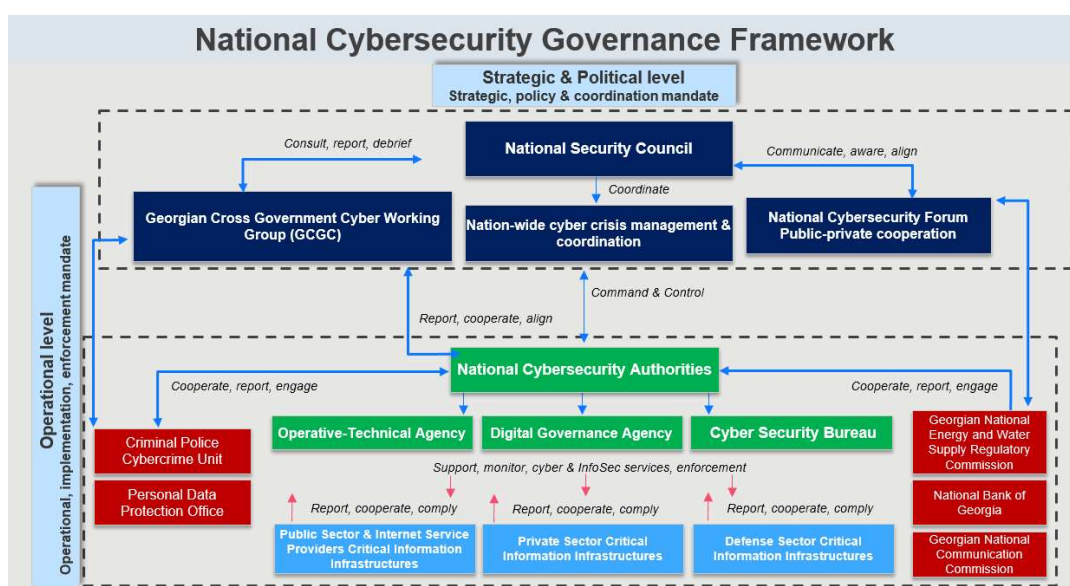 National Cybersecurity Governance Framework
Strategic & Political level
Strategic, policy & coordination mandate
Consult, report, debrief
National Security Council
Communicate, aware, align
Coordinate
Georgian Cross Government Cyber Working
Group (GCGC)
Nation-wide cyber crisis management &
coordination
National Cybersecurity Forum
Public-private cooperation
Operational level
Operational, implementation, enforcement mandate
Command & Control
Report, cooperate, align
National Cybersecurity Authorities
Cooperate, report, engage
Cooperate, report, engage
Criminal Police
Cybercrime Unit
Operative-Technical Agency
Digital Governance Agency
Cyber Security Bureau
Georgian National
Energy and Water
Supply Regulatory
Commission
Support, monitor, cyber & InfoSec services, enforcement
Personal Data
Protection Office
National Bank of
Georgia
Report, cooperate, comply
Report, cooperate, comply
Report, cooperate, comply
Public Sector & Internet Service
Providers Critical Information
Infrastructures
Private Sector Critical
Information Infrastructures
Defense Sector Critical
Information Infrastructures
Georgian National
Communication
Commission